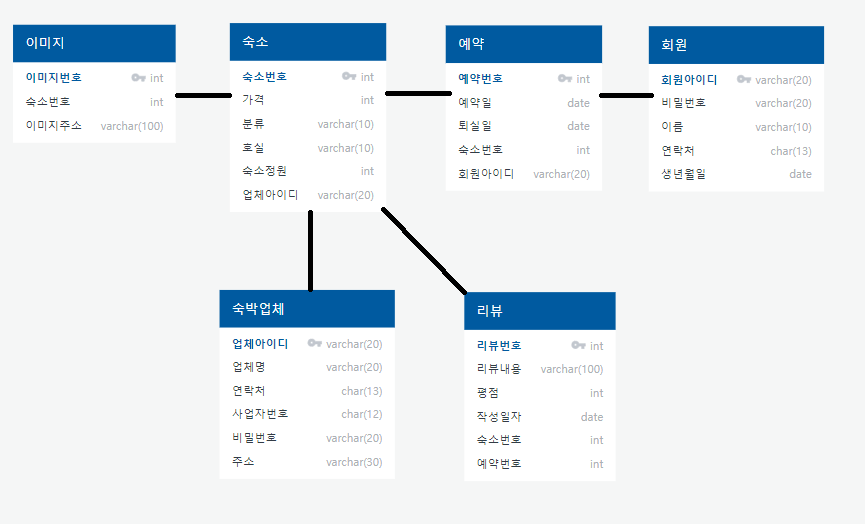 이미지
이미지번호 int
숙소번호 int
이미지주소 varchar(100)
숙소
숙소번호 int
가격 int
분류 varchar(10)
호실 varchar(10)
숙소정원 int
업체아이디 varchar(20)
예약
예약번호 int
예약일 date
퇴실일 date
숙소번호 int
회원아이디 varchar(20)
회원
회원아이디 varchar(20)
비밀번호 varchar(20)
이름 varchar(10)
연락처 char(13)
생년월일 date
숙박업체
업체아이디 varchar(20)
업체명 varchar(20)
연락처 char(13)
사업자번호 char(12)
비밀번호 varchar(20)
주소 varchar(30)
리뷰
리뷰번호 int
리뷰내용 varchar(100)
평점 int
작성일자 date
숙소번호 int
예약번호 int